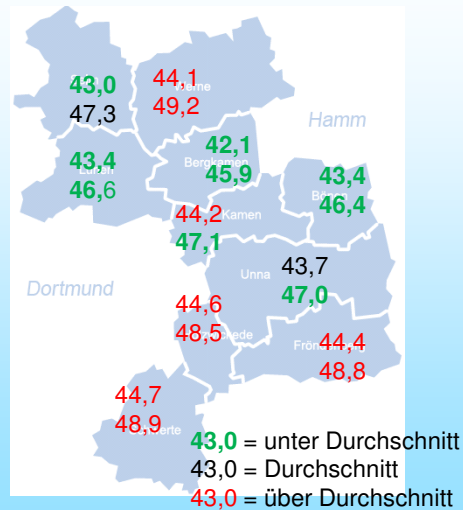 43,0
47,3
44,1
Werne
49,2
Hamm
43,4
46,6
42,1
Bergkamen
45,9
43,4
46,4
44,2
Kamen
47,1
Unna
43,7
47,0
Dortmund
44,6
48,5
44,4
48,8
44,7
48,9
43,0 = unter Durchschnitt
43,0 = Durchschnitt
43,0 = über Durchschnitt